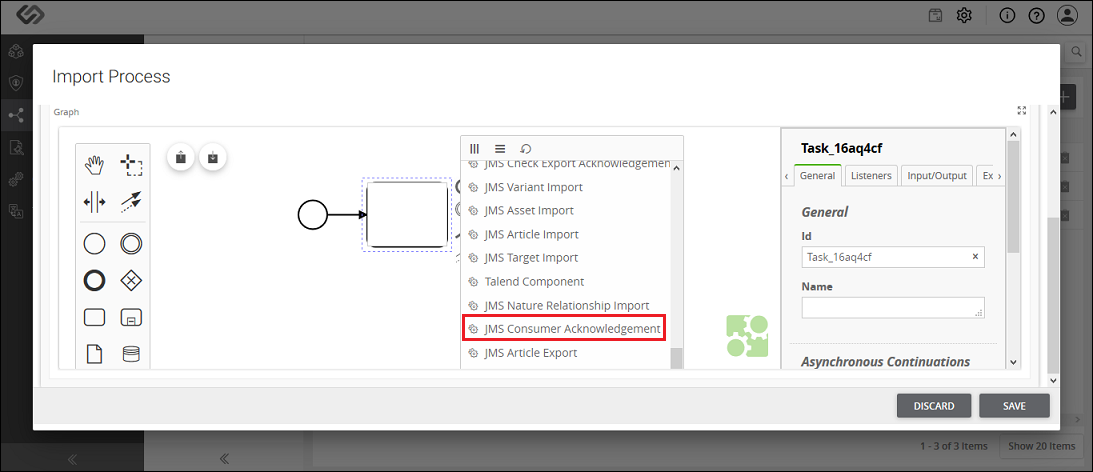 Import Process
Graph
JMS Check Export Acknowledgemen
JMS Variant Import
JMS Asset Import
JMS Article Import
JMS Target Import
Talend Component
JMS Nature Relationship Import
JMS Consumer Acknowledgement
JMS Article Export
Task_16aq4cf
General
Listeners
Input/Output
Ex
General
Id
Task_16aq4cf
Name
Asynchronous Continuations
DISCARD
SAVE
1 - 3 of 3 Items
Show 20 Items